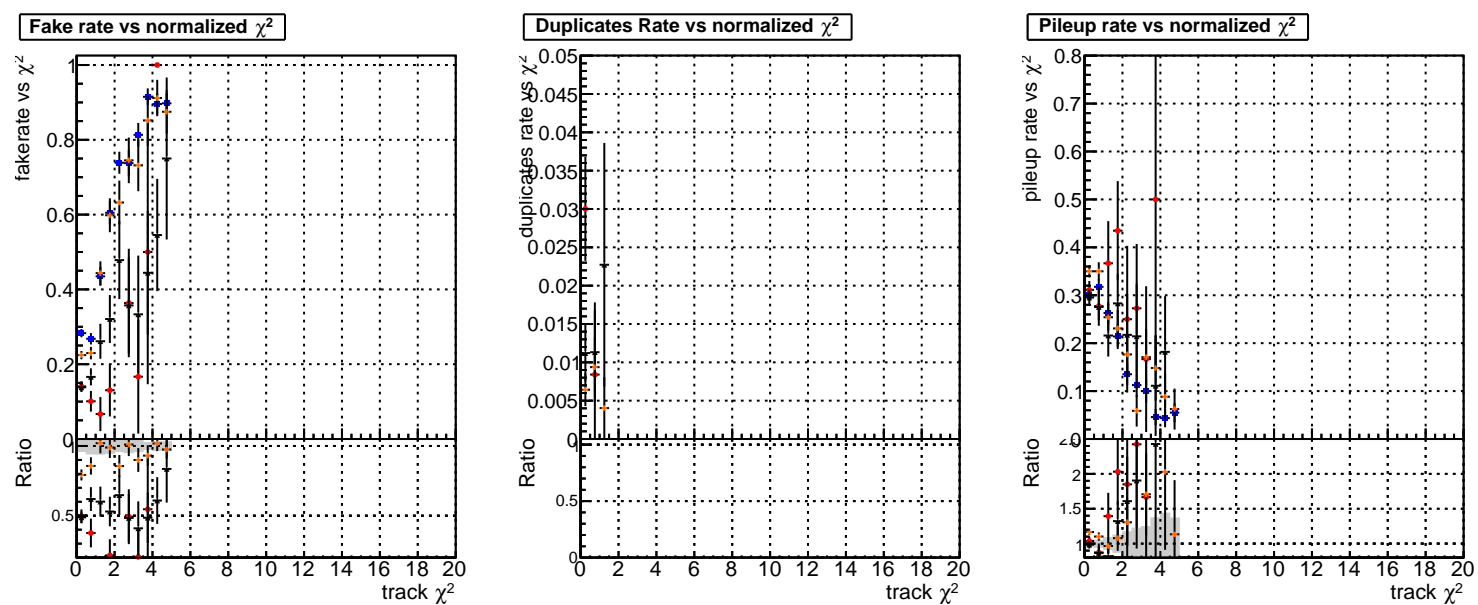 Fake rate vs normalized χ²
Duplicates Rate vs normalized χ²
Pileup rate vs normalized χ²
fakerate vs χ²
1
0.8
0.6
0.4
0.2
0
Ratio
1
0.5
0 2 4 6 8 10 12 14 16 18 20
track χ²
duplicates rate vs χ²
0.05
0.045
0.04
0.035
0.03
0.025
0.02
0.015
0.01
0.005
0
Ratio
1
0.5
0
0 2 4 6 8 10 12 14 16 18 20
track χ²
pileup rate vs χ²
0.8
0.7
0.6
0.5
0.4
0.3
0.2
0.1
0
Ratio
2
1.5
1
0 2 4 6 8 10 12 14 16 18 20
track χ²